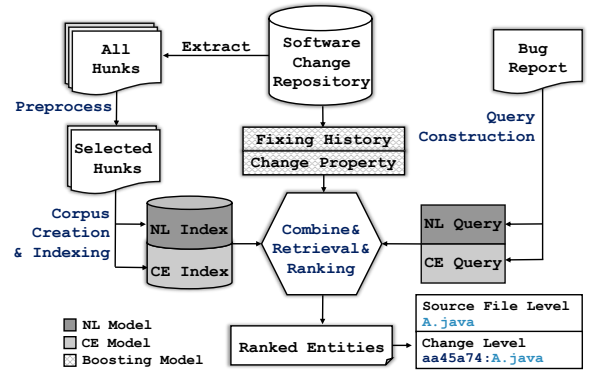 All
Hunks
Extract
Software
Change
Repository
Bug
Report
Preprocess
Query
Construction
Selected
Hunks
Fixing History
Change Property
Corpus
Creation
& Indexing
NL Index
CE Index
Combine&
Retrieval&
Ranking
NL Query
CE Query
NL Model
CE Model
Boosting Model
Ranked Entities
Source File Level
A.java
Change Level
aa45a74:A.java